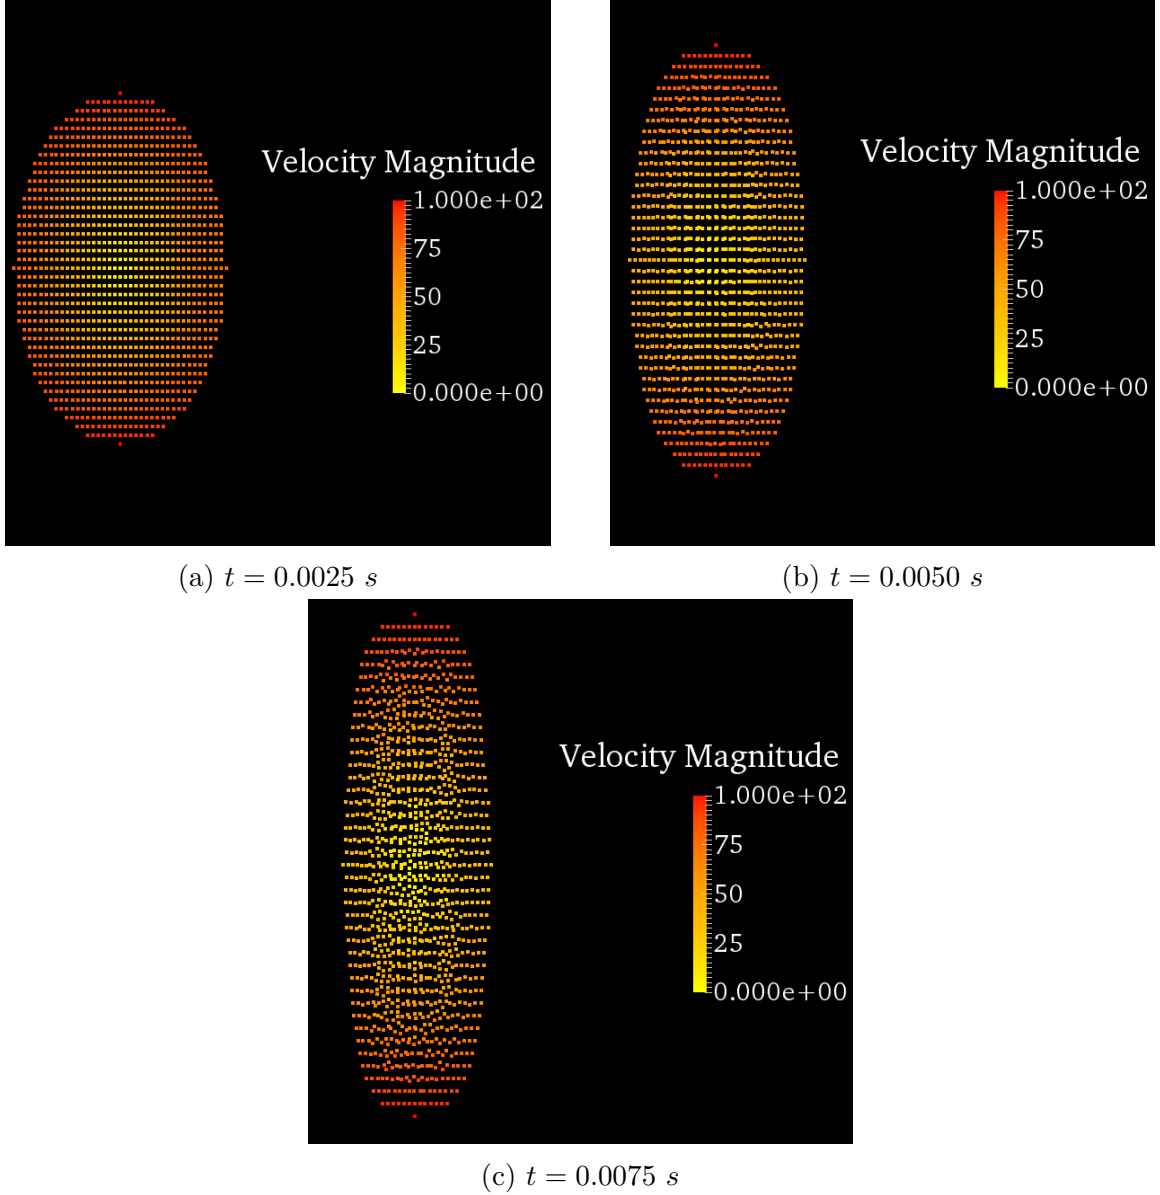 Velocity Magnitude
1.000e+02
75
50
25
0.000e+00
(a) t = 0.0025 s
Velocity Magnitude
1.000e+02
75
50
25
0.000e+00
(b) t = 0.0050 s
Velocity Magnitude
1.000e+02
75
50
25
0.000e+00
(c) t = 0.0075 s